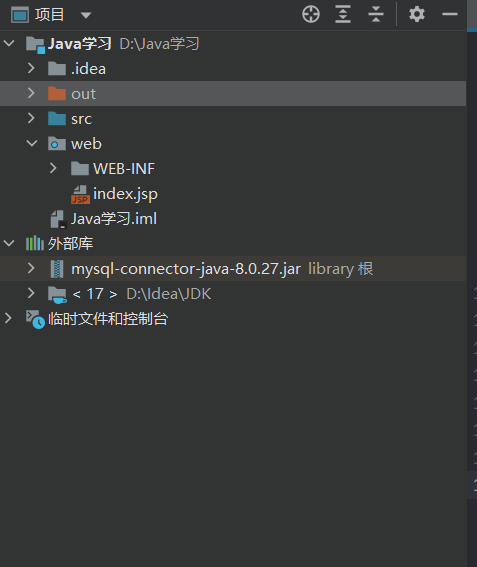 项目
Java学习 D:\Java学习
.idea
out
src
web
WEB-INF
JSP index.jsp
Java学习.iml
外部库
mysql-connector-java-8.0.27.jar library 根
< 17 > D:\Idea\JDK
临时文件和控制台